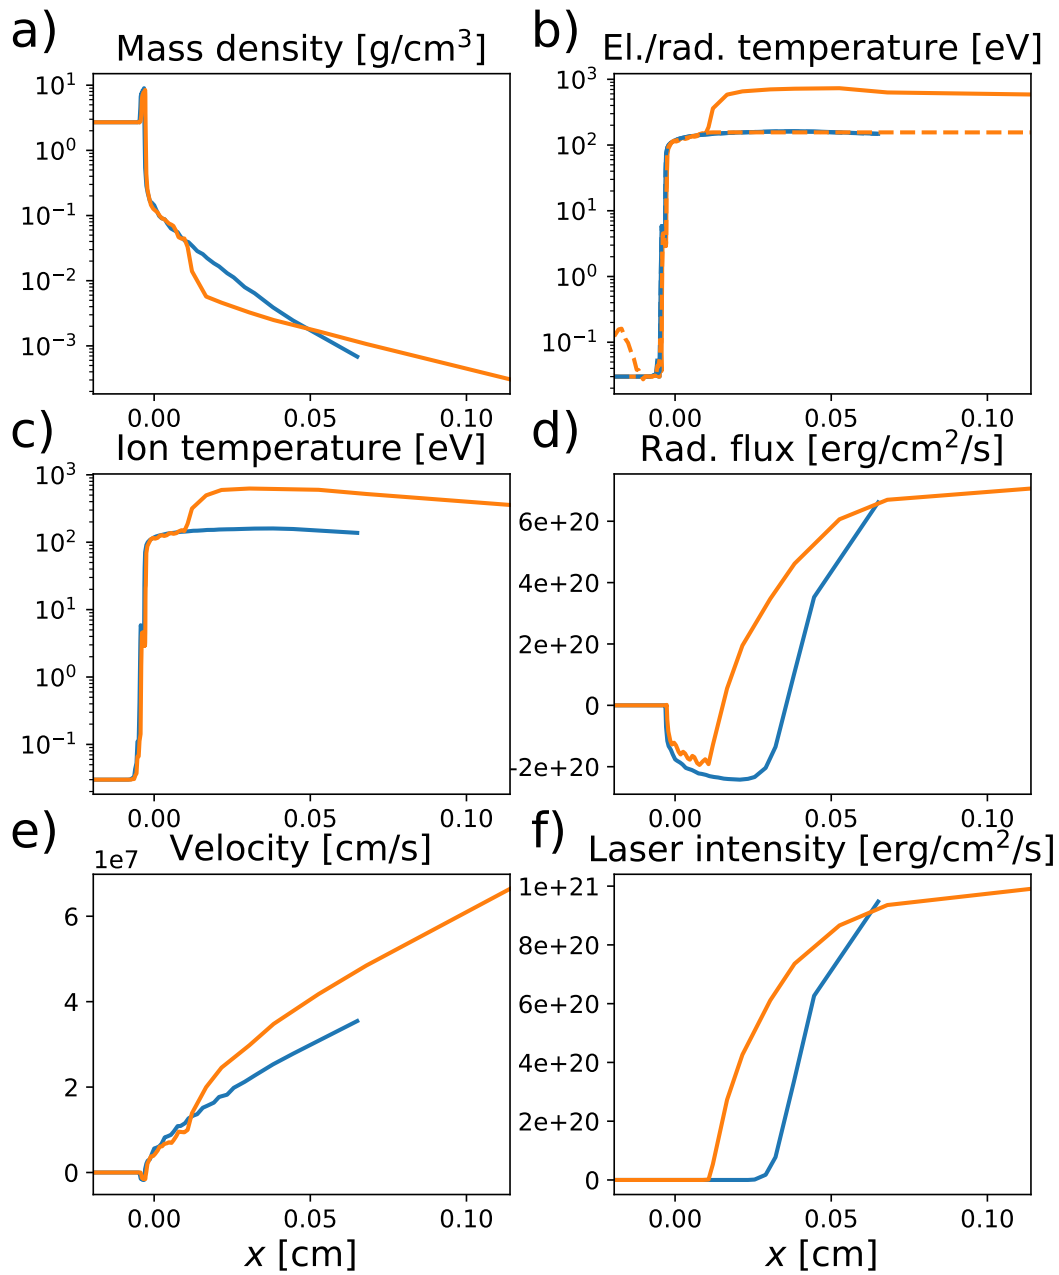 a)
Mass density [g/cm³]
10¹
10⁰
10⁻¹
10⁻²
10⁻³
0.00 0.05 0.10
b)
El./rad. temperature [eV]
10³
10²
10¹
10⁰
10⁻¹
0.00 0.05 0.10
c)
Ion temperature [eV]
10³
10²
10¹
10⁰
10⁻¹
0.00 0.05 0.10
d)
Rad. flux [erg/cm²/s]
6e+20
4e+20
2e+20
0
-2e+20
0.00 0.05 0.10
e)
Velocity [cm/s]
1e7
6
4
2
0
0.00 0.05 0.10
x [cm]
f)
Laser intensity [erg/cm²/s]
1e+21
8e+20
6e+20
4e+20
2e+20
0
0.00 0.05 0.10
x [cm]